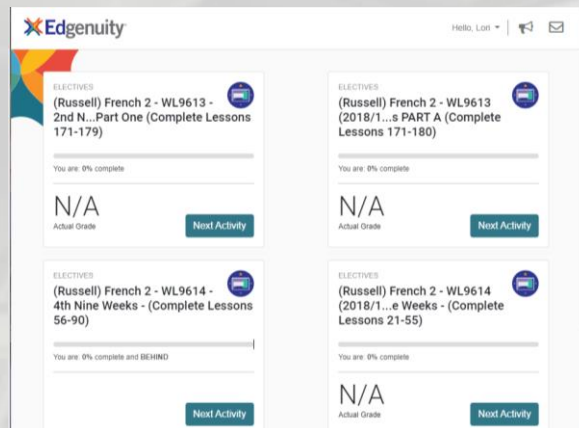 Edgenuity
Hello, Lori
ELECTIVES
(Russell) French 2 - WL9613 -
2nd N...Part One (Complete Lessons
171-179)
You are: 0% complete
N/A
Actual Grade
Next Activity
ELECTIVES
(Russell) French 2 - WL9613
(2018/1...s PART A (Complete
Lessons 171-180)
You are: 0% complete
N/A
Actual Grade
Next Activity
ELECTIVES
(Russell) French 2 - WL9614 -
4th Nine Weeks - (Complete Lessons
56-90)
You are: 0% complete and BEHIND
Next Activity
ELECTIVES
(Russell) French 2 - WL9614
(2018/1...e Weeks - (Complete
Lessons 21-55)
You are: 0% complete
N/A
Actual Grade
Next Activity